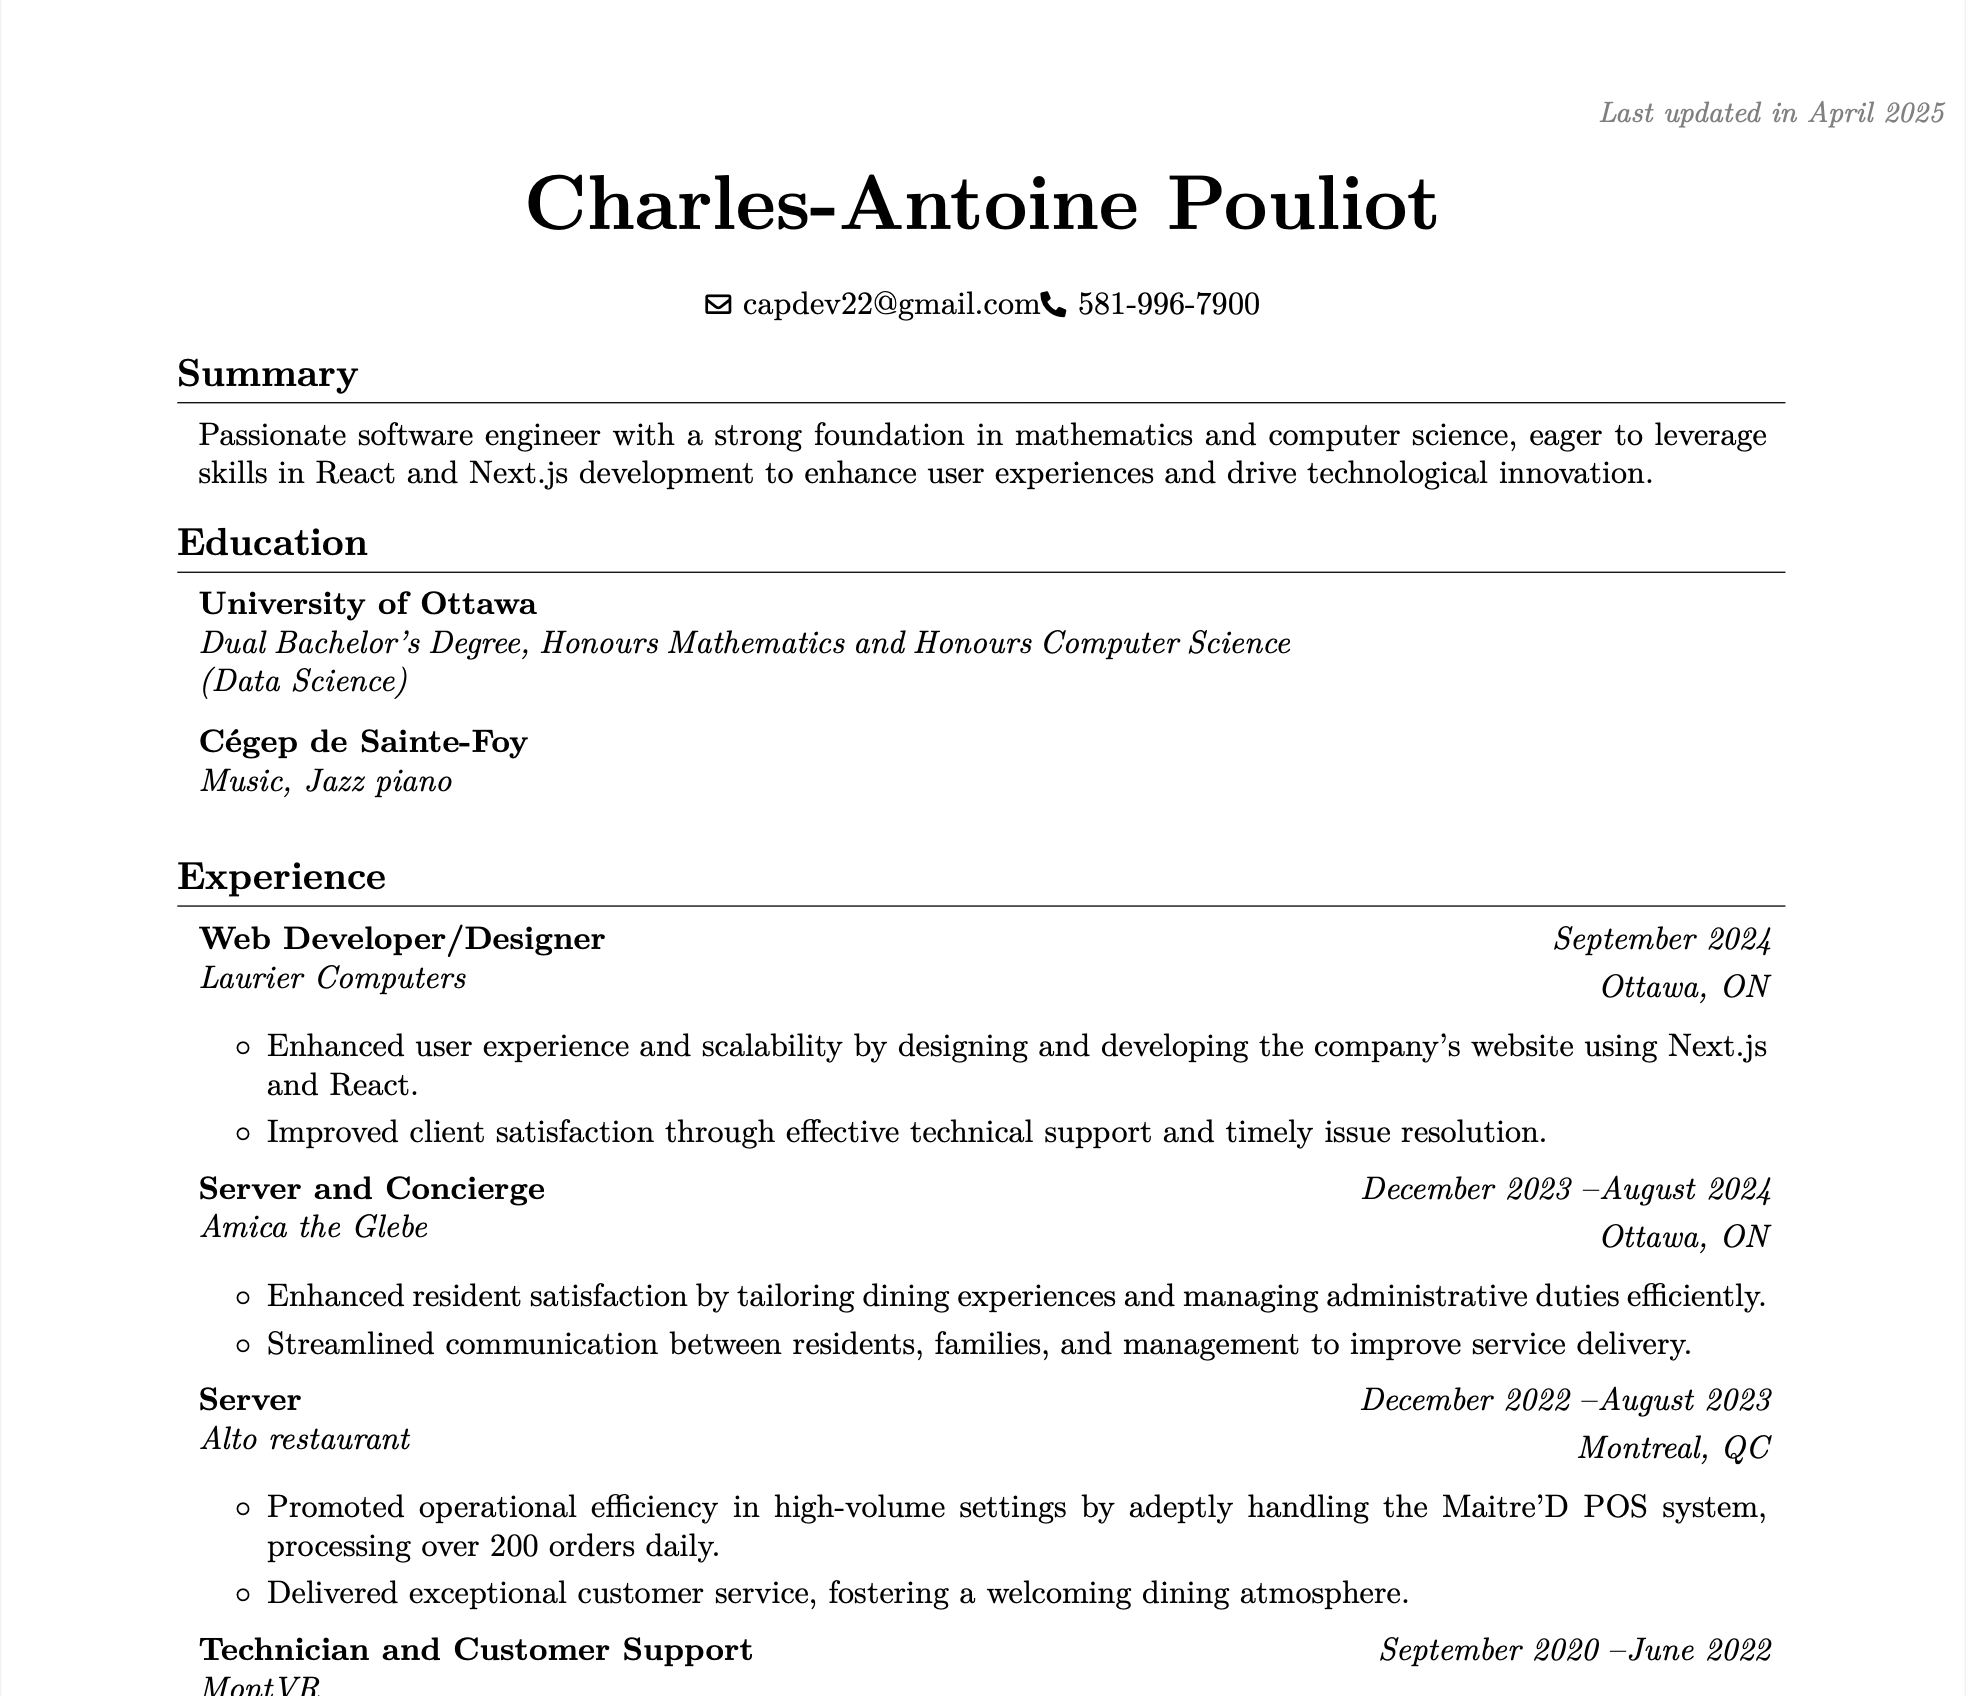 Last updated in April 2025
Charles-Antoine Pouliot
capdev22@gmail.com 581-996-7900
Summary
Passionate software engineer with a strong foundation in mathematics and computer science, eager to leverage
skills in React and Next.js development to enhance user experiences and drive technological innovation.
Education
University of Ottawa
Dual Bachelor’s Degree, Honours Mathematics and Honours Computer Science
(Data Science)
Cégep de Sainte-Foy
Music, Jazz piano
Experience
Web Developer/Designer September 2024
Laurier Computers
Ottawa, ON
◦ Enhanced user experience and scalability by designing and developing the company’s website using Next.js
and React.
◦ Improved client satisfaction through effective technical support and timely issue resolution.
Server and Concierge December 2023 –August 2024
Amica the Glebe
Ottawa, ON
◦ Enhanced resident satisfaction by tailoring dining experiences and managing administrative duties efficiently.
◦ Streamlined communication between residents, families, and management to improve service delivery.
Server December 2022 –August 2023
Alto restaurant
Montreal, QC
◦ Promoted operational efficiency in high-volume settings by adeptly handling the Maitre’D POS system,
processing over 200 orders daily.
◦ Delivered exceptional customer service, fostering a welcoming dining atmosphere.
Technician and Customer Support September 2020 –June 2022
MontVR